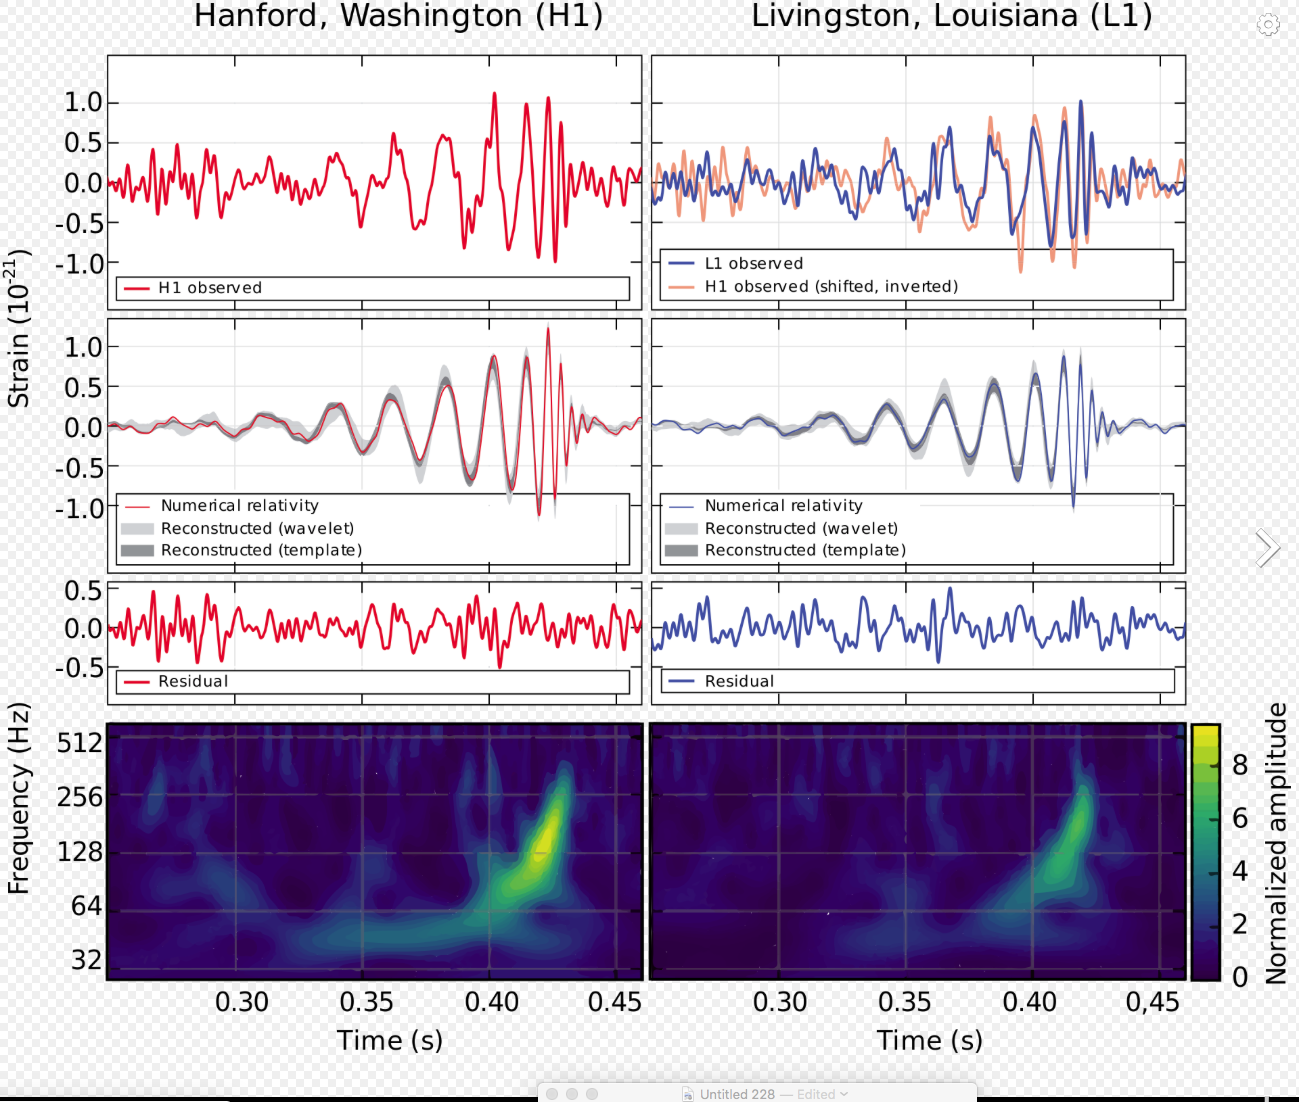 Hanford, Washington (H1)
Livingston, Louisiana (L1)
Strain (10-21)
1.0
0.5
0.0
-0.5
-1.0
H1 observed
L1 observed
H1 observed (shifted, inverted)
1.0
0.5
0.0
-0.5
-1.0
Numerical relativity
Reconstructed (wavelet)
Reconstructed (template)
Numerical relativity
Reconstructed (wavelet)
Reconstructed (template)
0.5
0.0
-0.5
Residual
Residual
Frequency (Hz)
512
256
128
64
32
Normalized amplitude
8
6
4
2
0
0.30 0.35 0.40 0.45
0.30 0.35 0.40 0,45
Time (s)
Time (s)
Untitled 228 — Edited